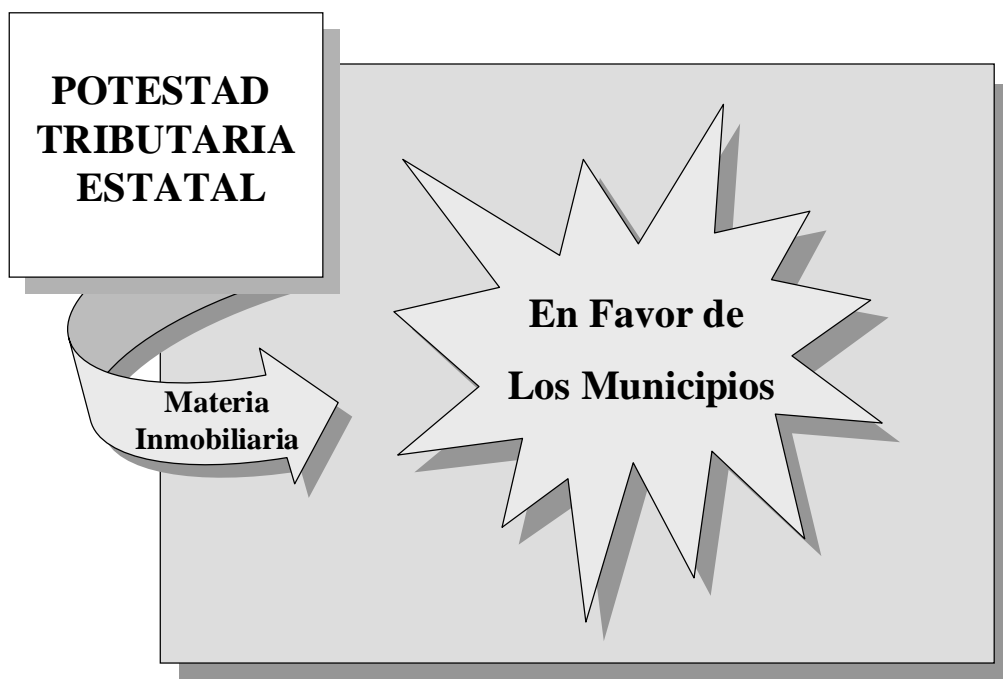 POTESTAD
TRIBUTARIA
ESTATAL
En Favor de
Los Municipios
Materia
Inmobiliaria